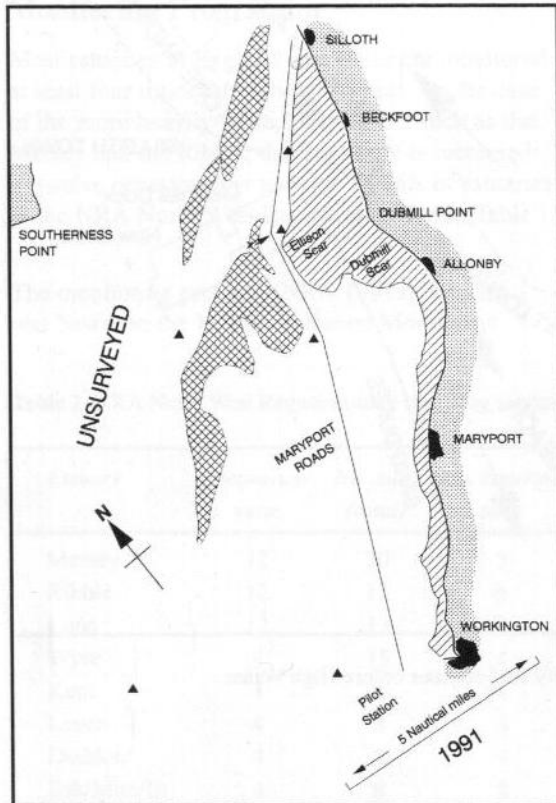 SILLOTH
BECKFOOT
DUBMILL POINT
SOUTHERNESS
POINT
Ellison
Scar
Dubmill
Scar
ALLONBY
UNSURVEYED
MARYPORT
ROADS
MARYPORT
N
WORKINGTON
Pilot
Station
5 Nautical miles
1991